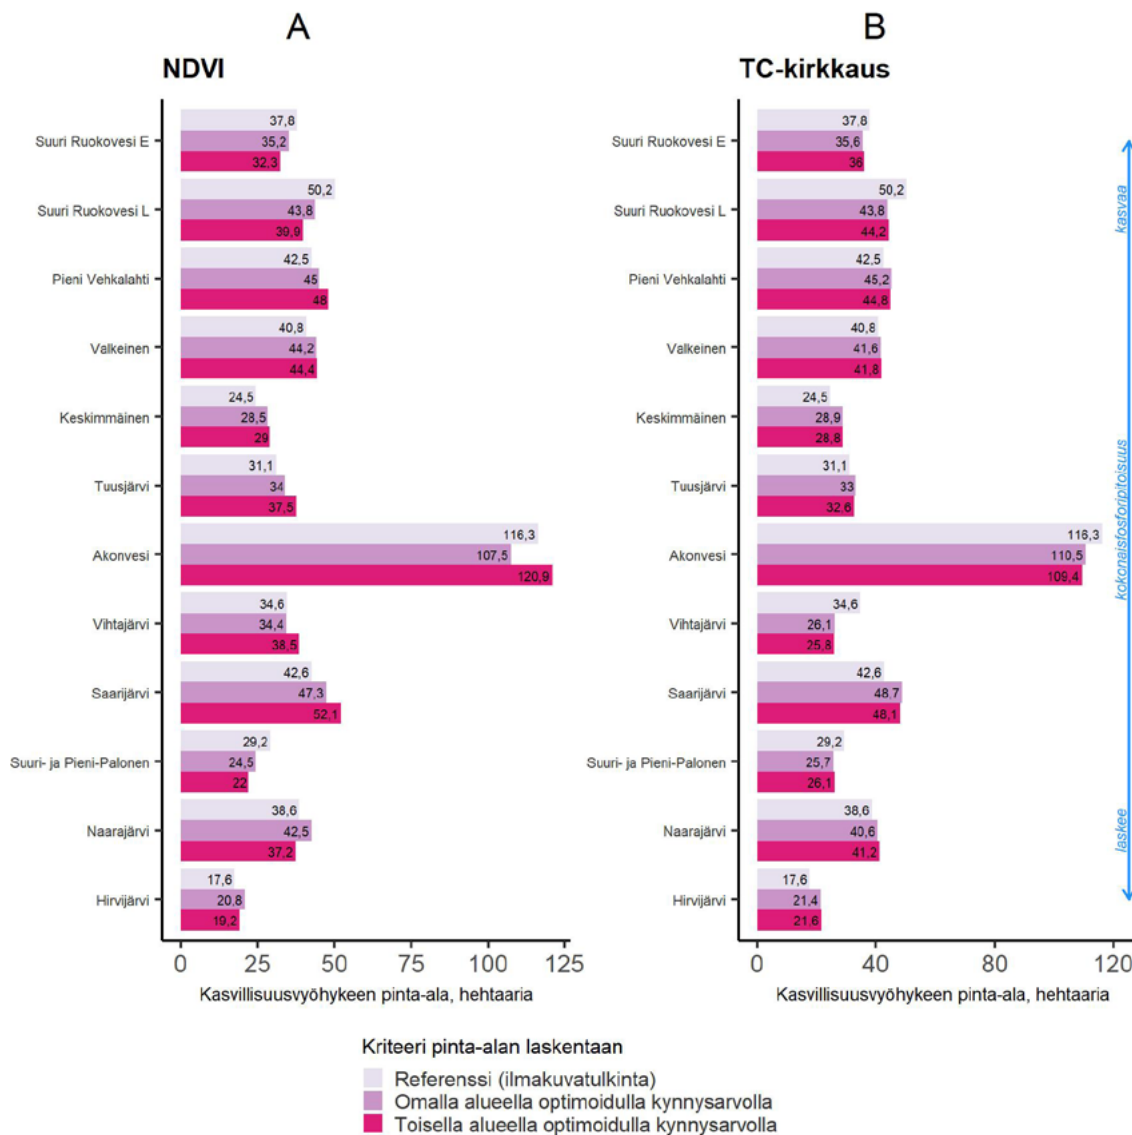 A
NDVI
Suuri Ruokovesi E
37,8
35,2
32,3
Suuri Ruokovesi L
50,2
43,8
39,9
Pieni Vehkalahti
42,5
45
48
Valkeinen
40,8
44,2
44,4
Keskimmäinen
24,5
28,5
29
Tuusjärvi
31,1
34
37,5
Akonvesi
116,3
107,5
120,9
Vihtajärvi
34,6
34,4
38,5
Saarijärvi
42,6
47,3
52,1
Suuri- ja Pieni-Palonen
29,2
24,5
22
Naarajärvi
38,6
42,5
37,2
Hirvijärvi
17,6
20,8
19,2
0 25 50 75 100 125
Kasvillisuusvyöhykeen pinta-ala, hehtaaria
B
TC-kirkkaus
Suuri Ruokovesi E
37,8
35,6
36
Suuri Ruokovesi L
50,2
43,8
44,2
Pieni Vehkalahti
42,5
45,2
44,8
Valkeinen
40,8
41,6
41,8
Keskimmäinen
24,5
28,9
28,8
Tuusjärvi
31,1
33
32,6
Akonvesi
116,3
110,5
109,4
Vihtajärvi
34,6
26,1
25,8
Saarijärvi
42,6
48,7
48,1
Suuri- ja Pieni-Palonen
29,2
25,7
26,1
Naarajärvi
38,6
40,6
41,2
Hirvijärvi
17,6
21,4
21,6
0 40 80 120
Kasvillisuusvyöhykeen pinta-ala, hehtaaria
kasvaa
kokonaisfosforipitoisuus
laskee
Kriteeri pinta-alan laskentaan
Referenssi (ilmakuvatulkinta)
Omalla alueella optimoidulla kynnysarvolla
Toisella alueella optimoidulla kynnysarvolla